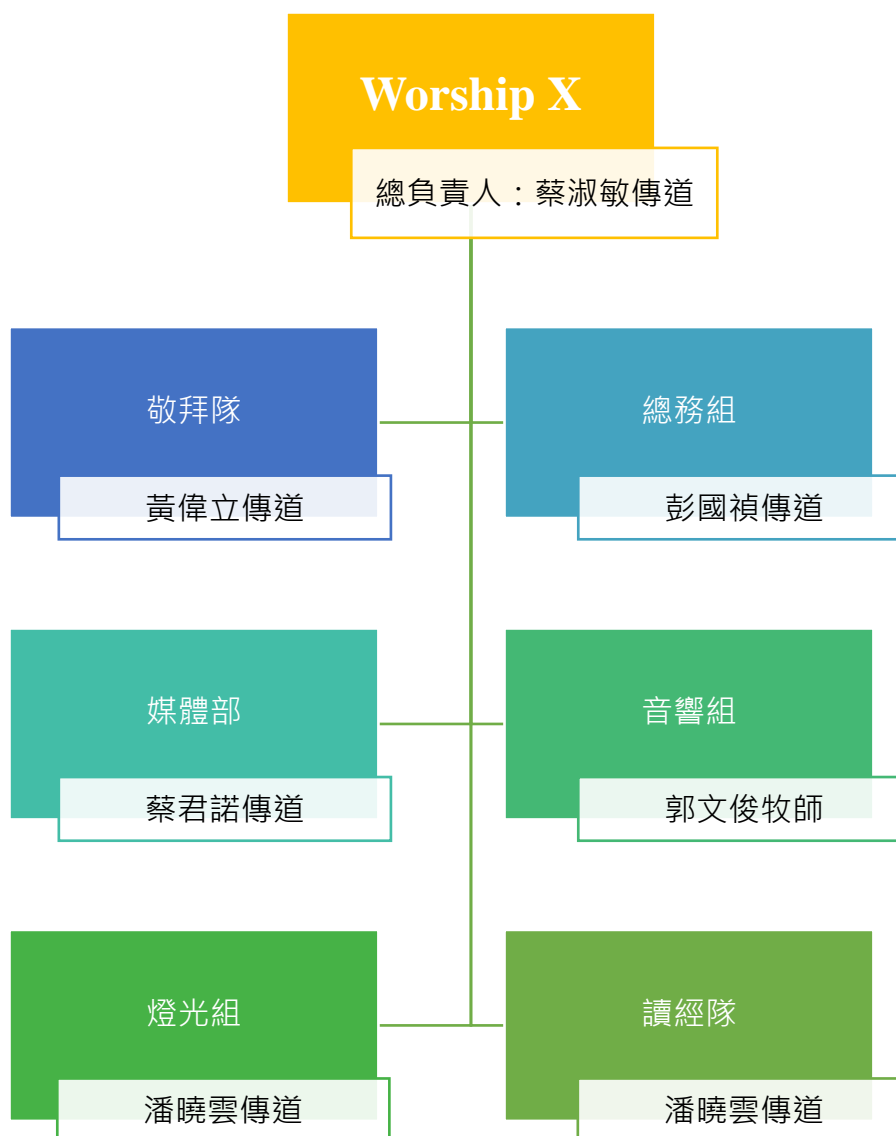 Worship X
總負責人：蔡淑敏傳道
敬拜隊
黃偉立傳道
總務組
彭國禎傳道
媒體部
蔡君諾傳道
音響組
郭文俊牧師
燈光組
潘曉雲傳道
讀經隊
潘曉雲傳道